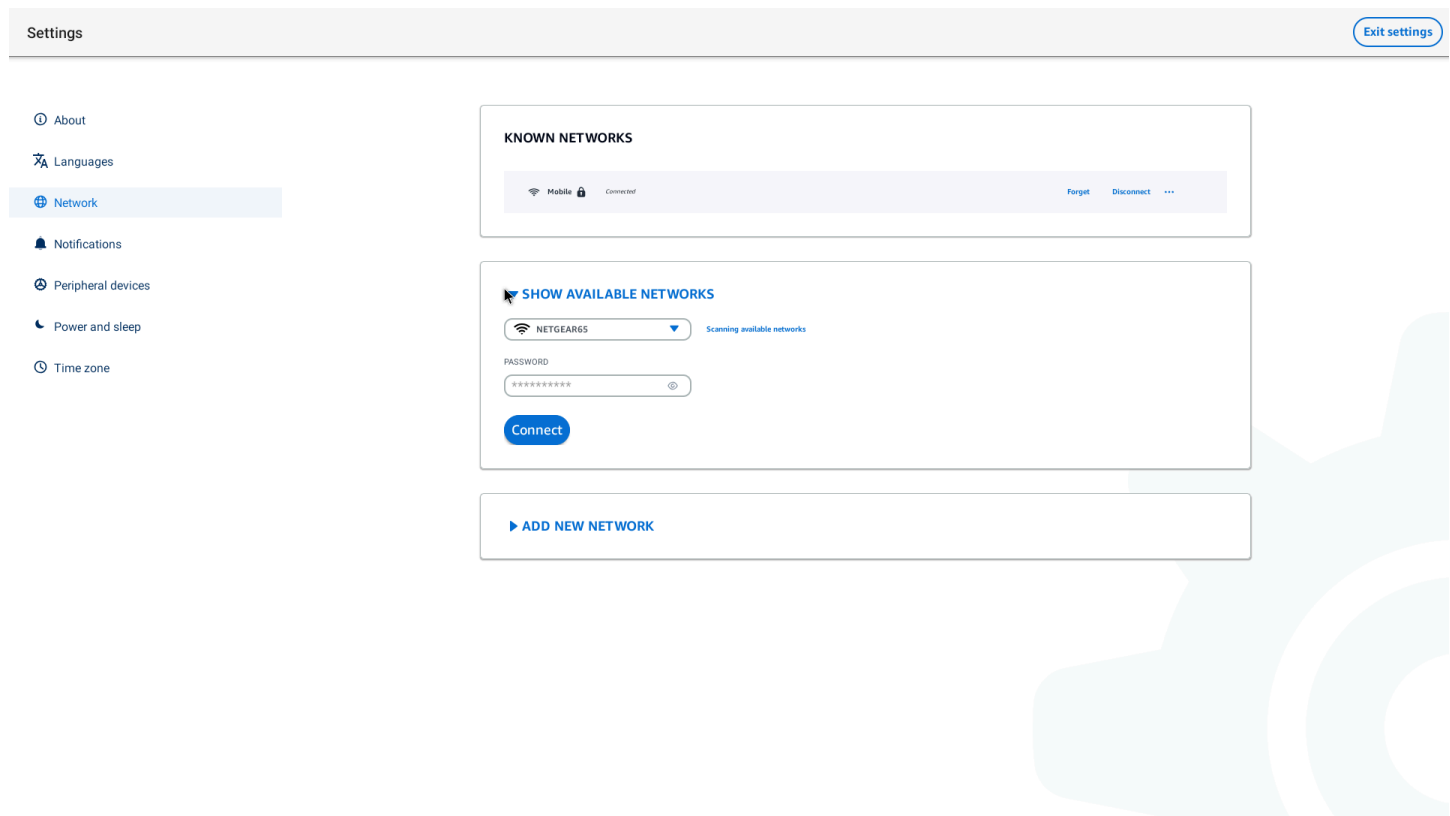 Settings
Exit settings
About
Languages
Network
Notifications
Peripheral devices
Power and sleep
Time zone
KNOWN NETWORKS
Mobile Connected Forget Disconnect ...
SHOW AVAILABLE NETWORKS
NETGEAR65 Scanning available networks
PASSWORD
**********
Connect
ADD NEW NETWORK